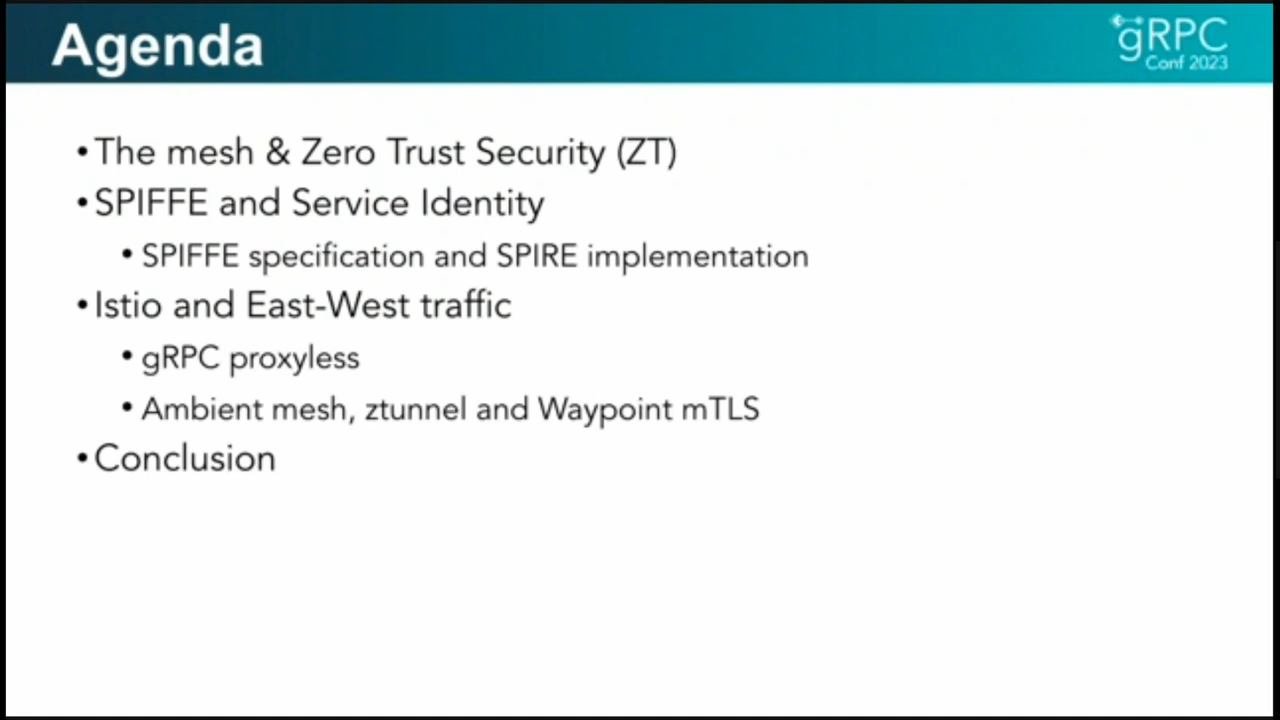 Agenda
gRPC
Conf 2023
•The mesh & Zero Trust Security (ZT)
•SPIFFE and Service Identity
•SPIFFE specification and SPIRE implementation
•Istio and East-West traffic
•gRPC proxyless
•Ambient mesh, ztunnel and Waypoint mTLS
•Conclusion